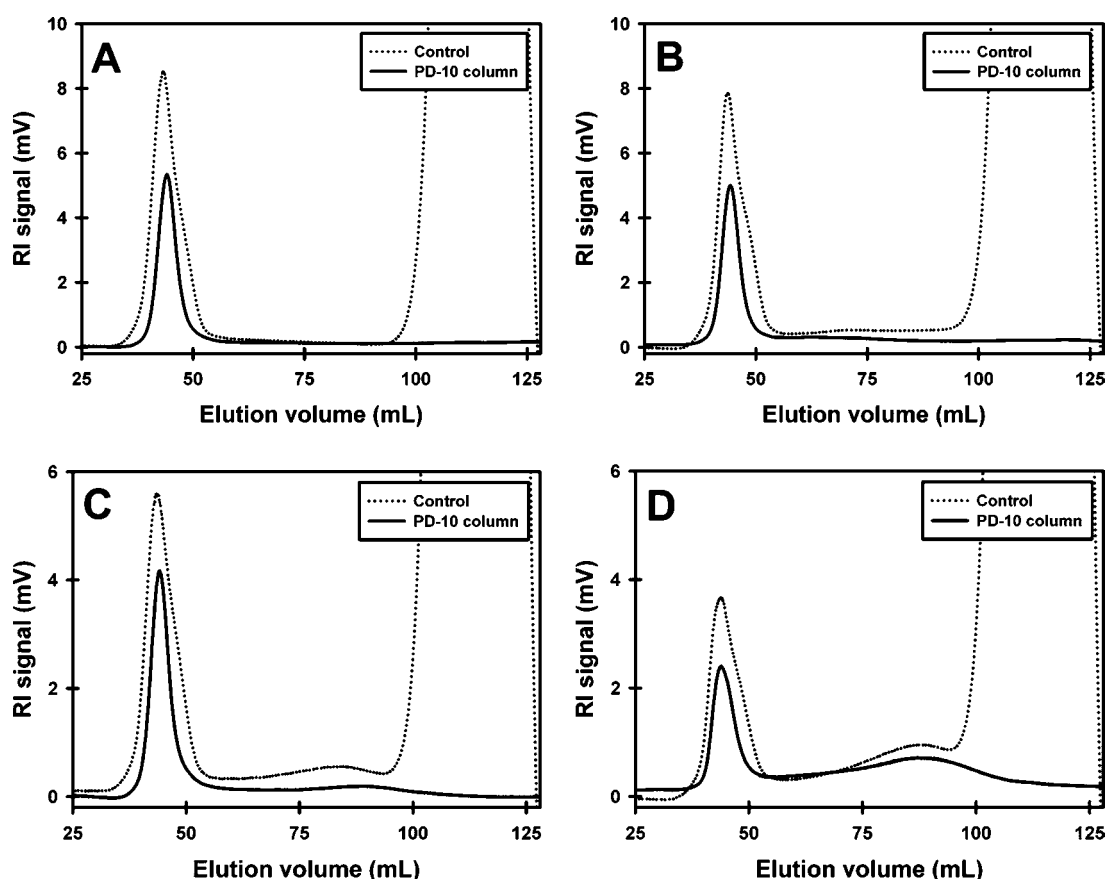 A
Control
PD-10 column
RI signal (mV)
10
8
6
4
2
0
25
50
75
100
125
Elution volume (mL)
B
Control
PD-10 column
RI signal (mV)
10
8
6
4
2
0
25
50
75
100
125
Elution volume (mL)
C
Control
PD-10 column
RI signal (mV)
6
4
2
0
25
50
75
100
125
Elution volume (mL)
D
Control
PD-10 column
RI signal (mV)
6
4
2
0
25
50
75
100
125
Elution volume (mL)